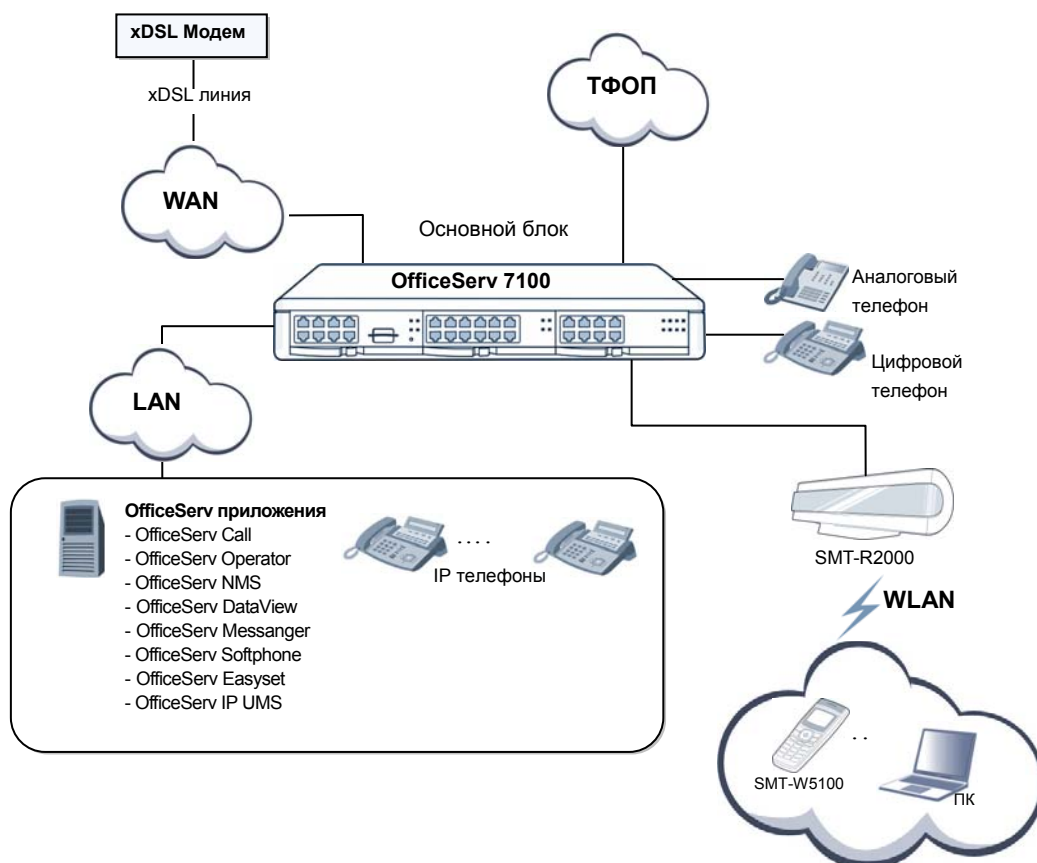 xDSL Модем
xDSL линия
ТФОП
WAN
Основной блок
OfficeServ 7100
Аналоговый
телефон
Цифровой
телефон
LAN
OfficeServ приложения
- OfficeServ Call
- OfficeServ Operator
- OfficeServ NMS
- OfficeServ DataView
- OfficeServ Messanger
- OfficeServ Softphone
- OfficeServ Easyset
- OfficeServ IP UMS
. . . .
IP телефоны
SMT-R2000
WLAN
. .
SMT-W5100
ПК